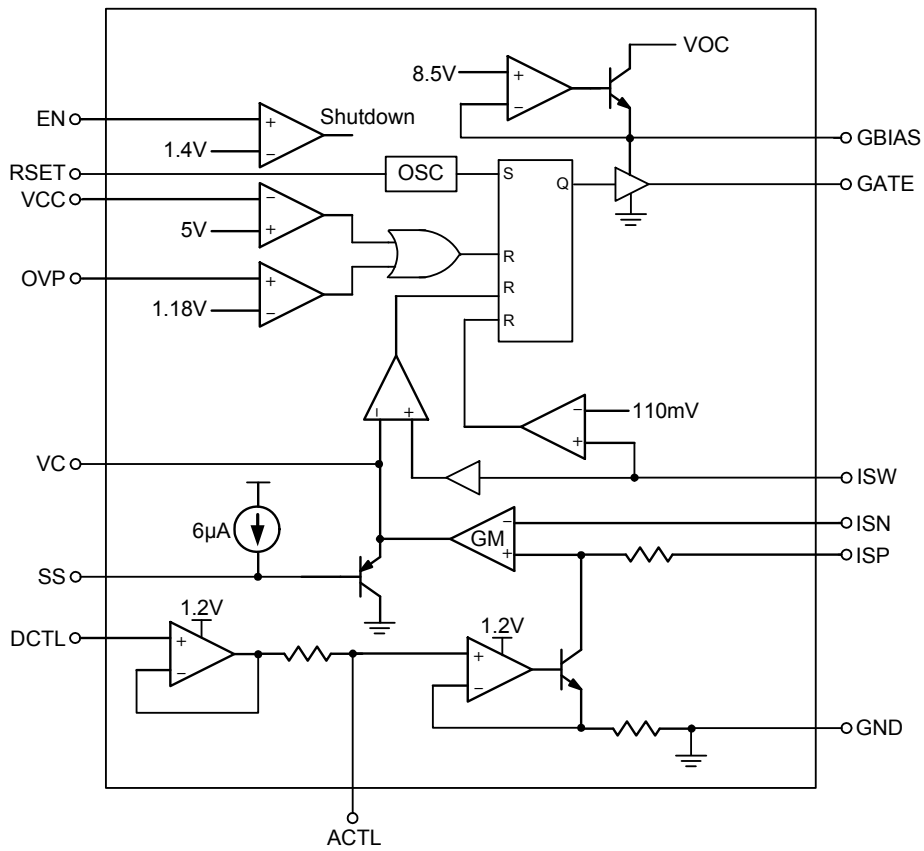 VOC
8.5V
+
−
EN
+
Shutdown
1.4V
−
GBIAS
RSET
OSC
S
Q
GATE
VCC
−
5V
+
R
OVP
+
1.18V
−
R
R
−
110mV
+
−
+
VC
ISW
6µA
−
ISN
GM
+
ISP
SS
1.2V
1.2V
DCTL
+
−
+
−
GND
ACTL